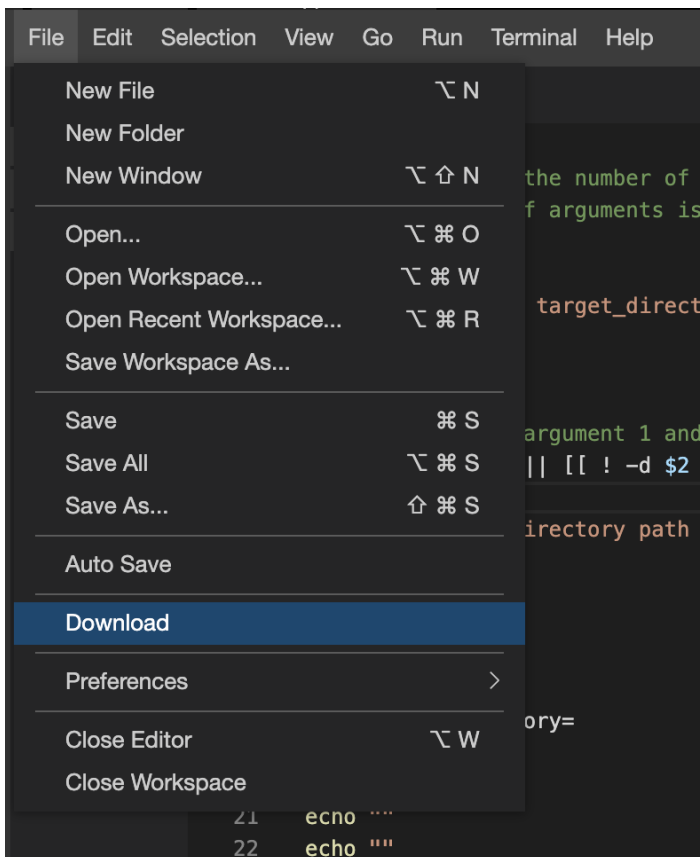 File Edit Selection View Go Run Terminal Help
New File ⌥ N
New Folder
New Window ⌥ ⇧ N
the number of
f arguments is
Open... ⌥ ⌘ O
Open Workspace... ⌥ ⌘ W
Open Recent Workspace... ⌥ ⌘ R
target_direct
Save Workspace As...
Save ⌘ S
argument 1 and
Save All ⌥ ⌘ S
|| [[ ! -d $2
Save As... ⇧ ⌘ S
irectory path
Auto Save
Download
Preferences >
ory=
Close Editor ⌥ W
Close Workspace
21 echo ""
22 echo ""